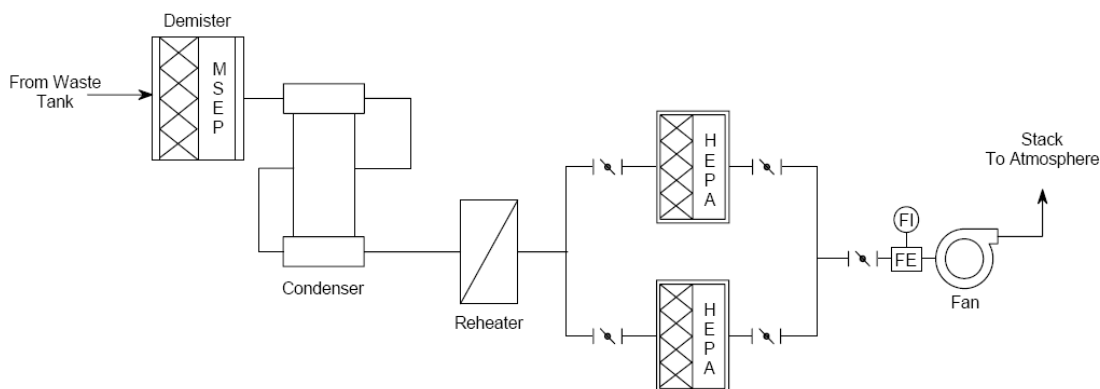 Demister
From Waste
Tank
M
S
E
P
Condenser
Reheater
H
E
P
A
H
E
P
A
FI
FE
Fan
Stack
To Atmosphere